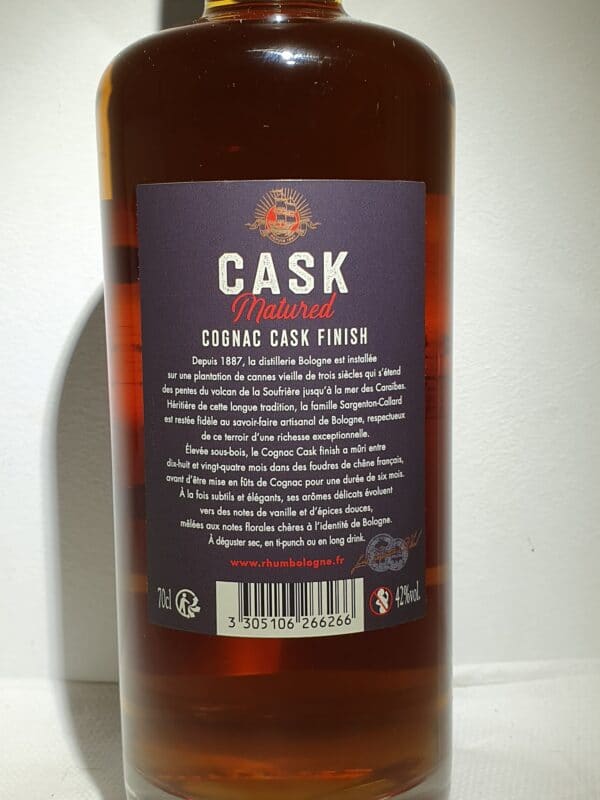 CASK
Matured
COGNAC CASK FINISH
Depuis 1887, la distillerie Bologne est installée
sur une plantation de cannes vieille de trois siècles qui s'étend
des pentes du volcan de la Soufrière jusqu'à la mer des Caraïbes.
Héritière de cette longue tradition, la famille Sargenton-Callard
est restée fidèle au savoir-faire artisanal de Bologne, respectueux
de ce terroir d'une richesse exceptionnelle.
Élevée sous-bois, le Cognac Cask finish a mûri entre
dix-huit et vingt-quatre mois dans des foudres de chêne français,
avant d'être mise en fûts de Cognac pour une durée de six mois.
À la fois subtils et élégants, ses arômes délicats évoluent
vers des notes de vanille et d'épices douces,
mêlées aux notes florales chères à l'identité de Bologne.
À déguster sec, en ti-punch ou en long drink.
www.rhumbologne.fr
70cl
42%vol.
3 305106 266266